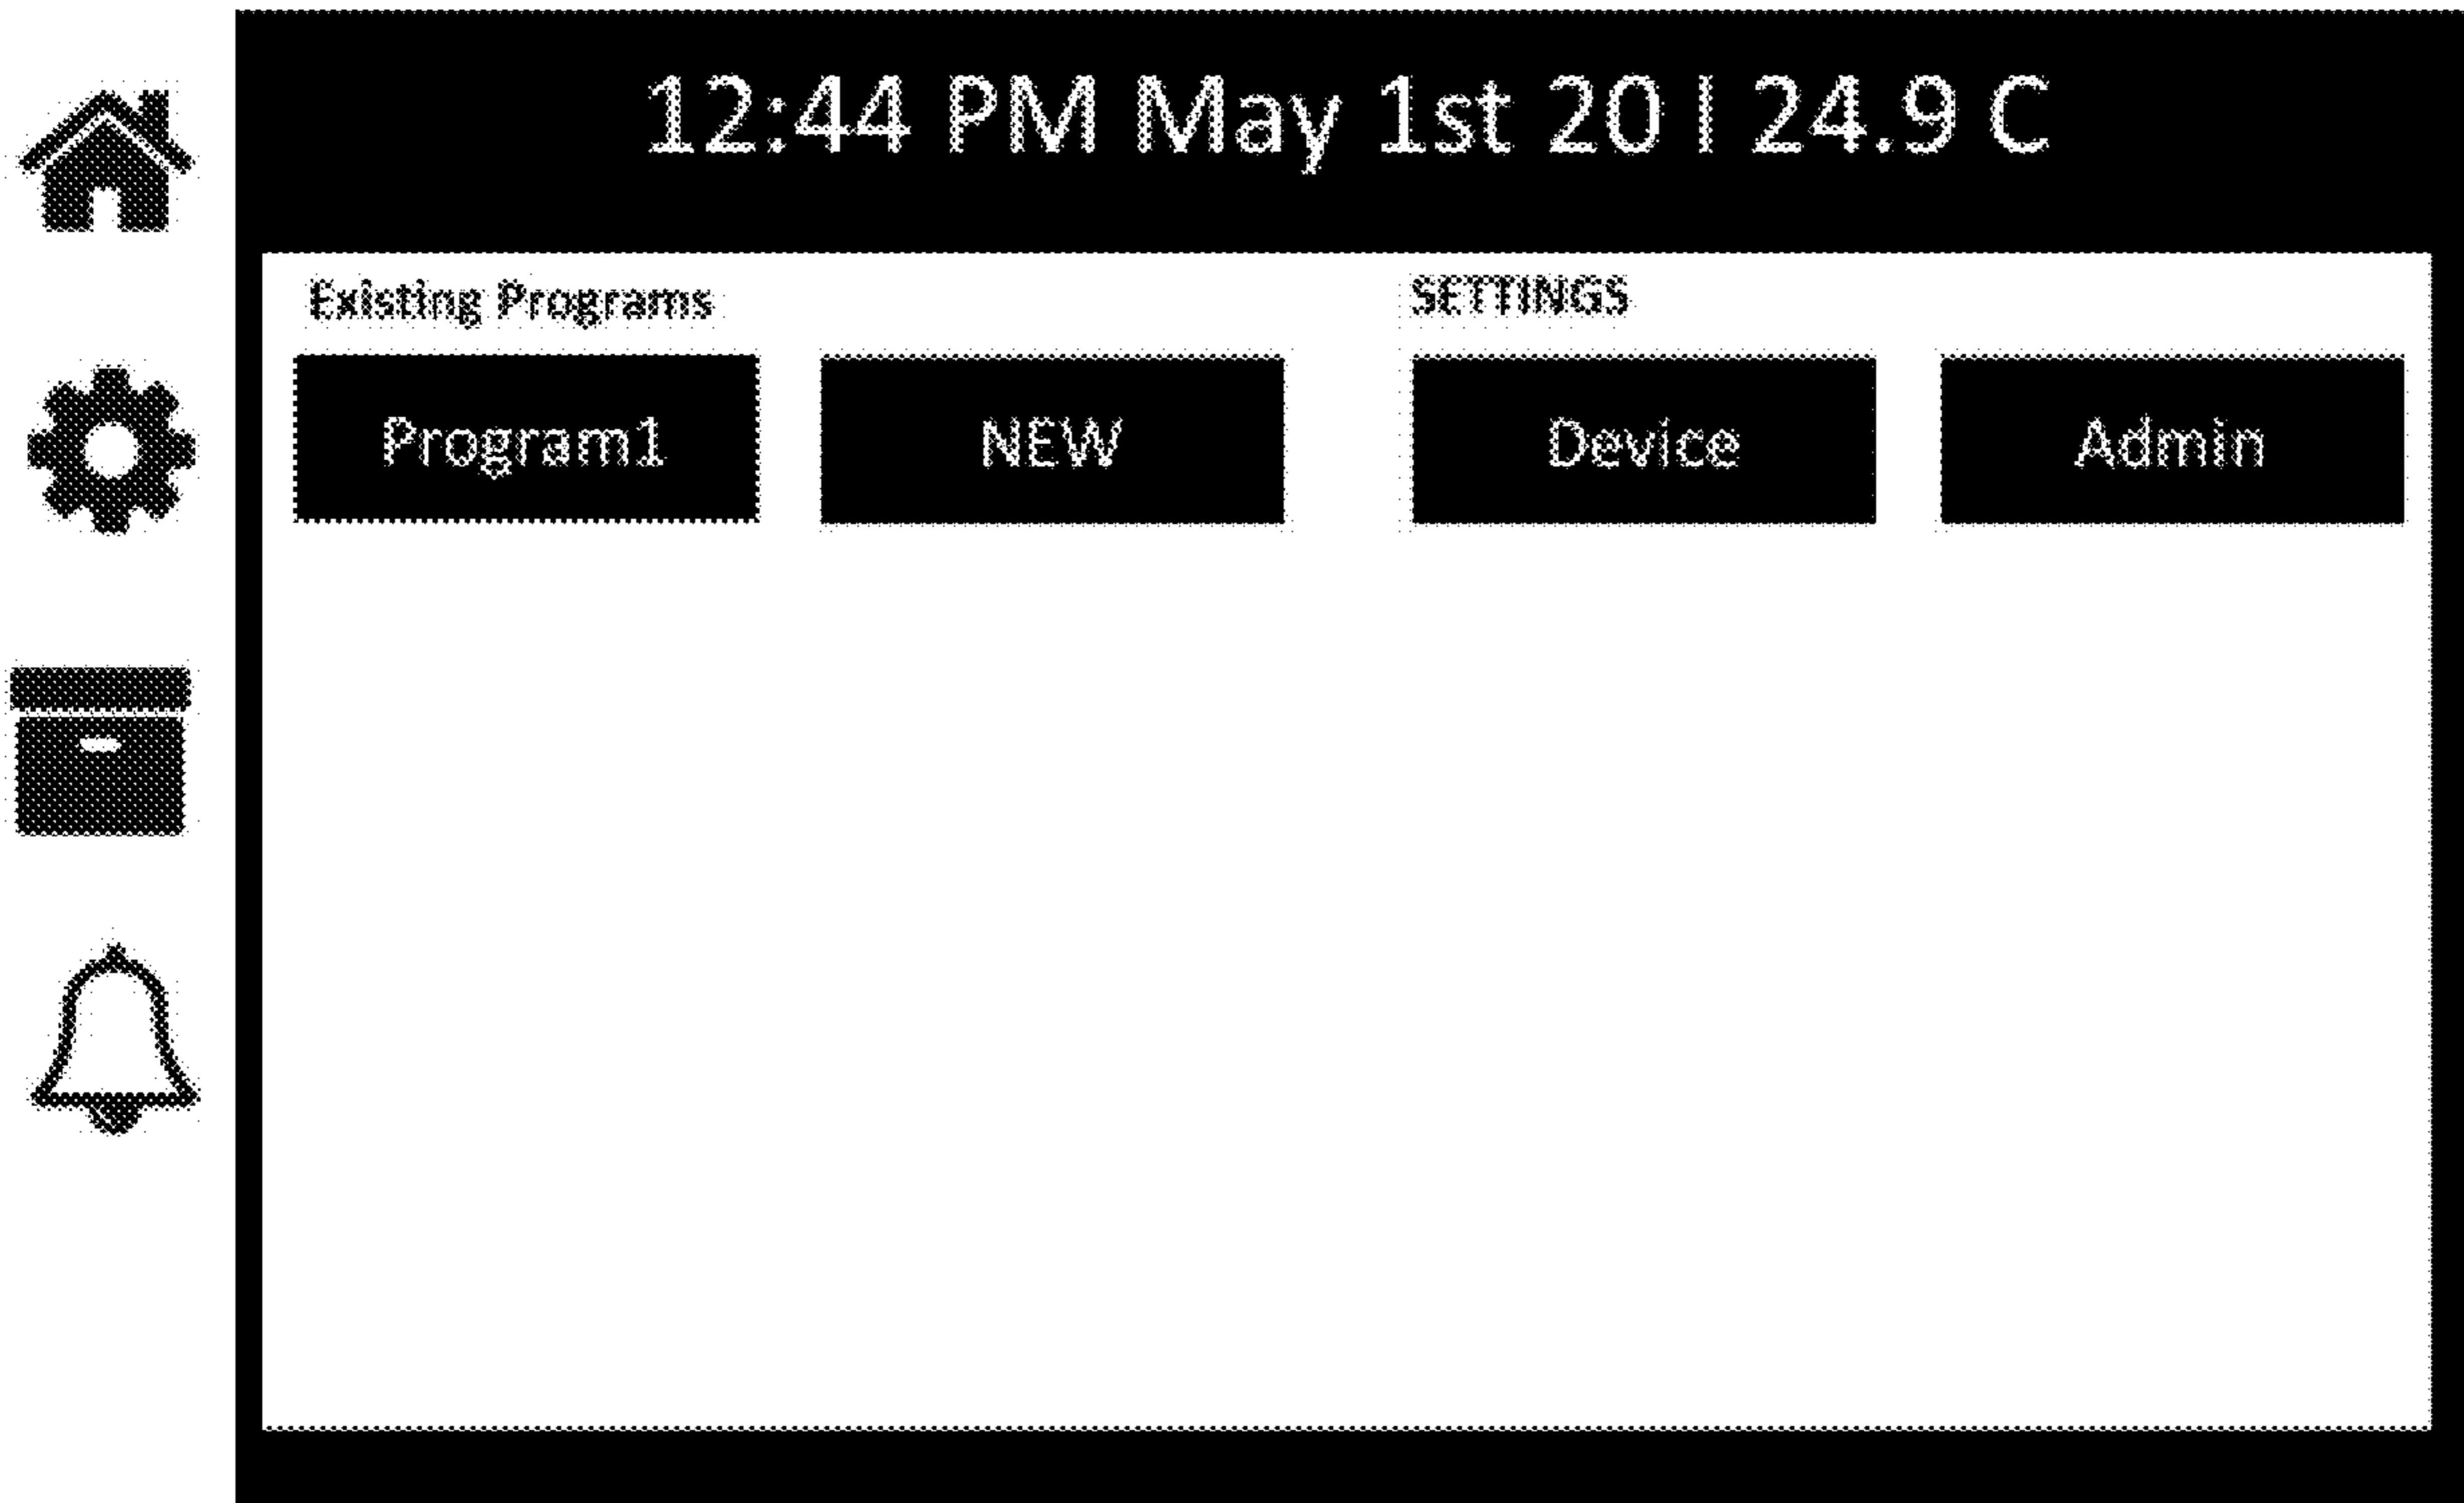 12:44 PM May 1st 20 | 24.9 C
Existing Programs
SETTINGS
Program1
NEW
Device
Admin